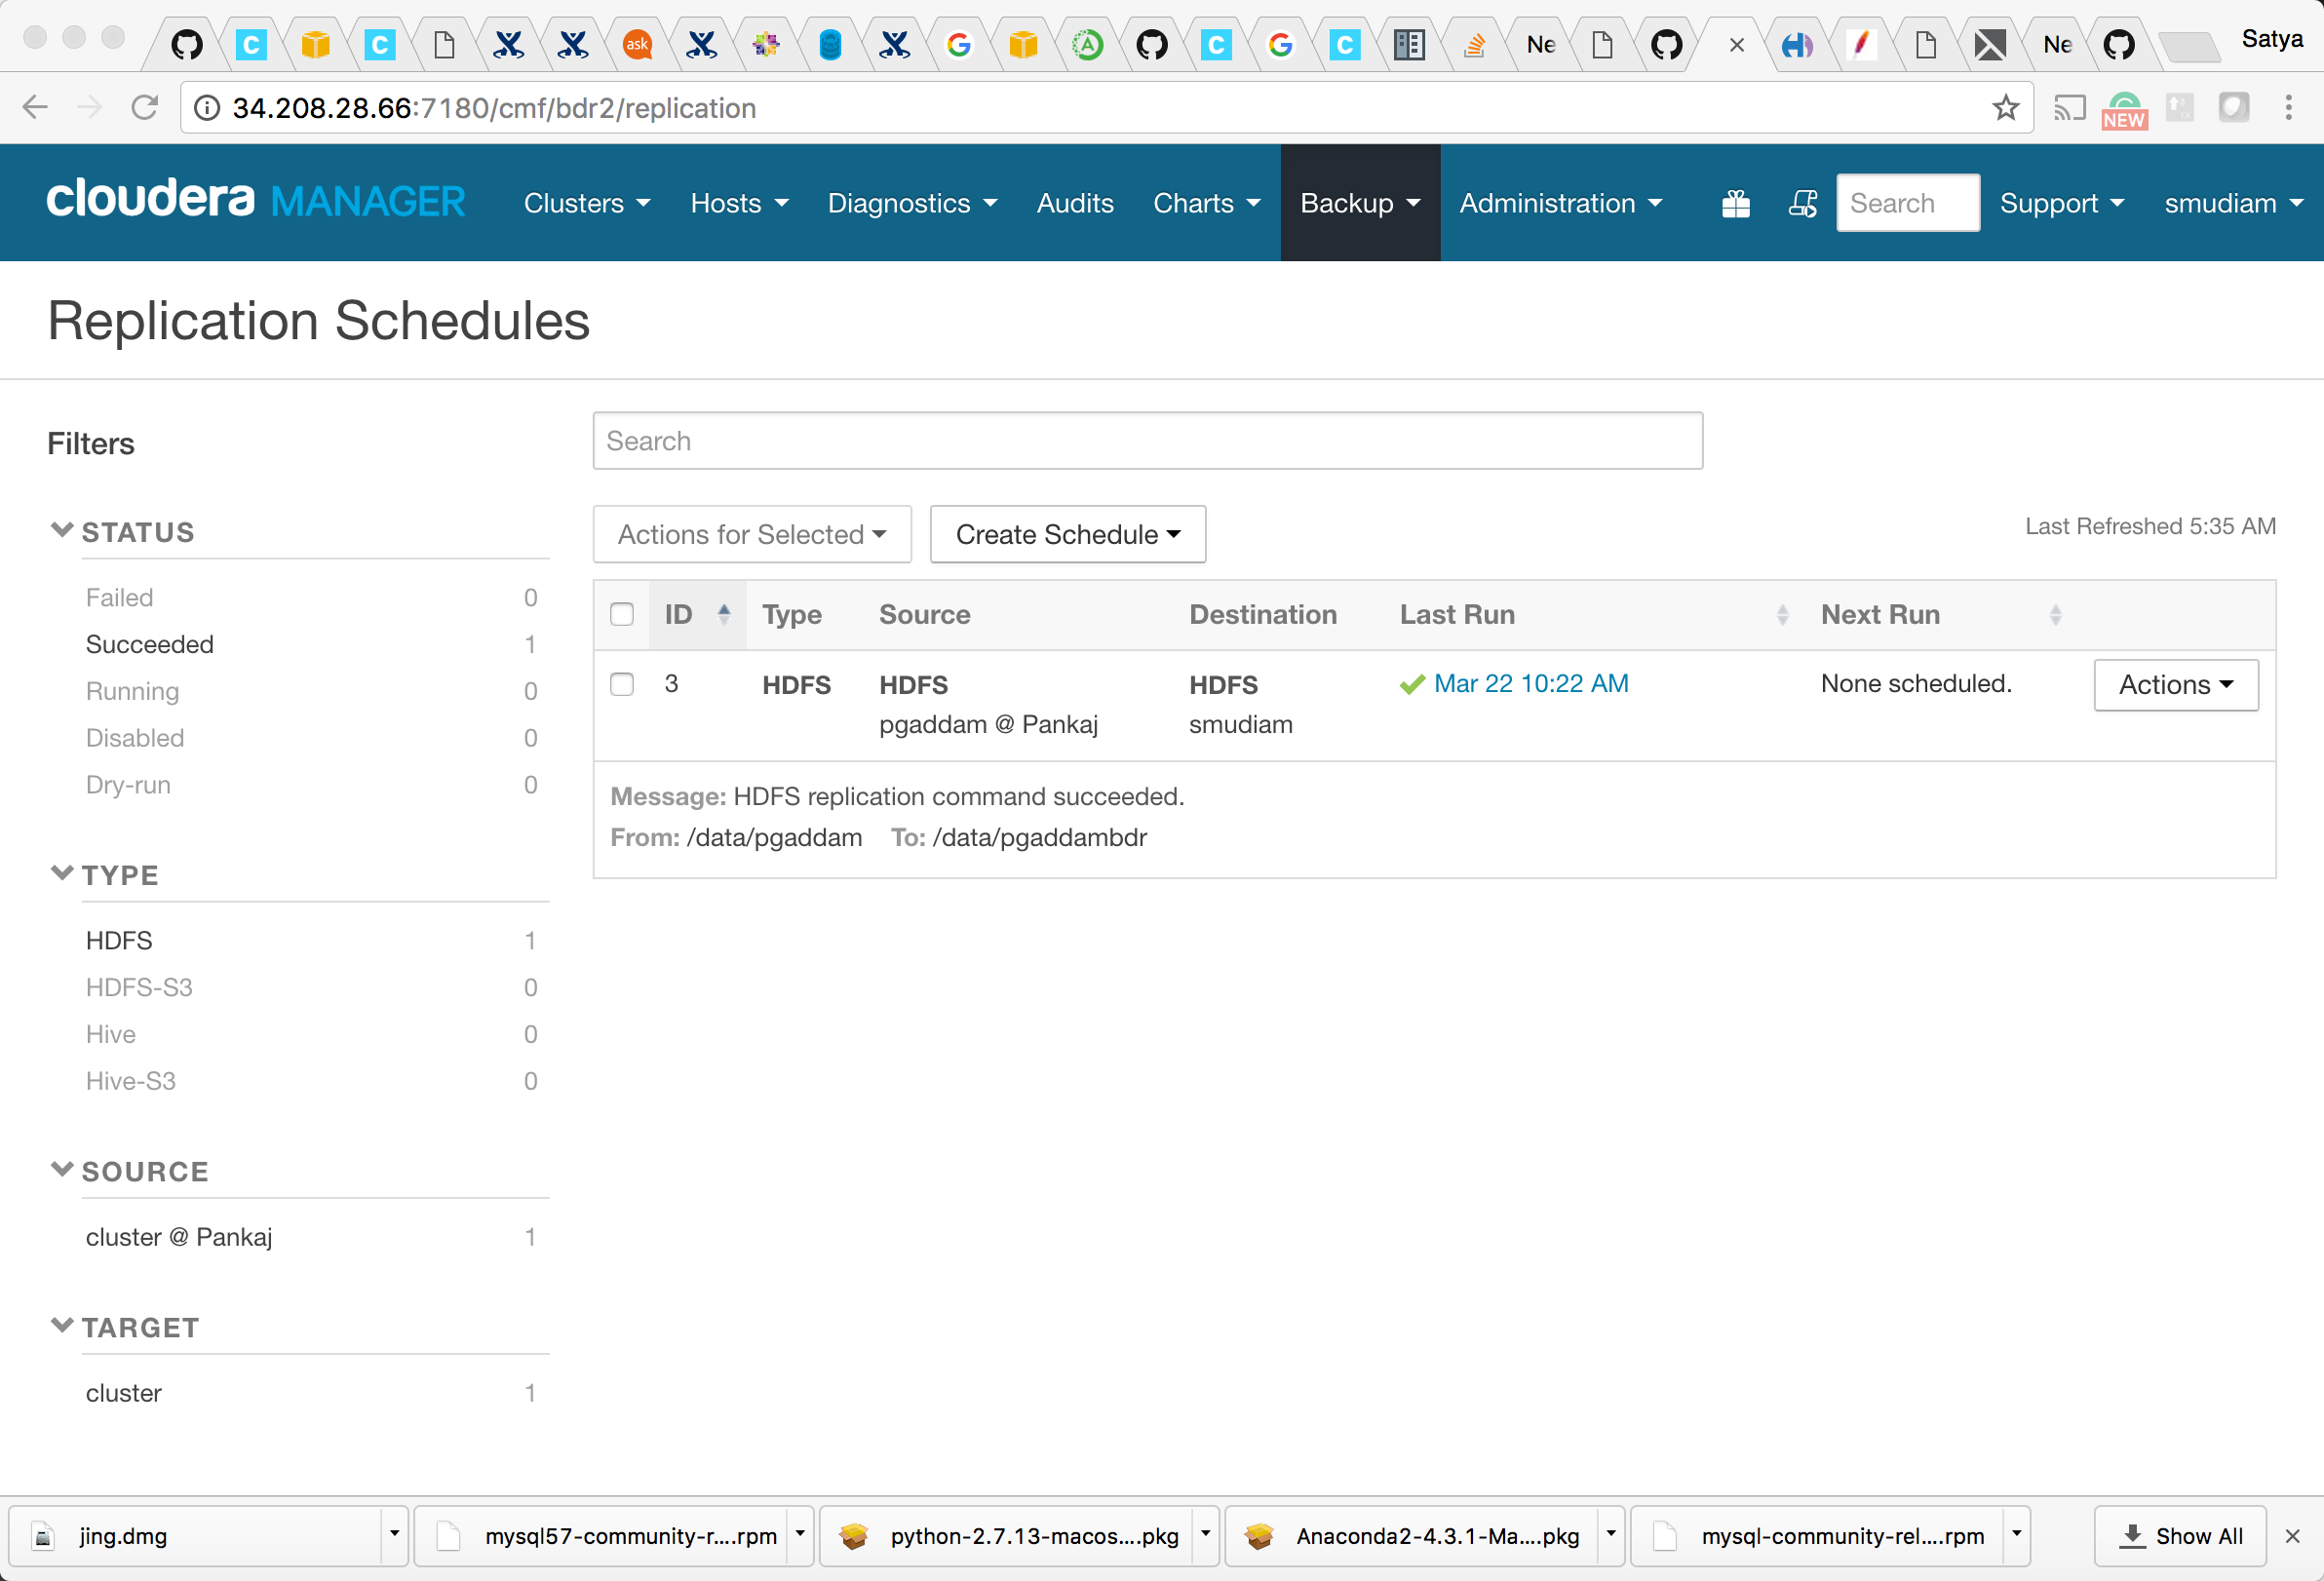 Satya
ask
Ne
Ne
34.208.28.66:7180/cmf/bdr2/replication
NEW
cloudera MANAGER Clusters Hosts Diagnostics Audits Charts Backup Administration Search Support smudiam
Replication Schedules
Filters
Search
STATUS
Actions for Selected Create Schedule Last Refreshed 5:35 AM
Failed 0
Succeeded 1
Running 0
Disabled 0
Dry-run 0
ID Type Source Destination Last Run Next Run
3 HDFS HDFS HDFS Mar 22 10:22 AM None scheduled. Actions
pgaddam @ Pankaj smudiam
Message: HDFS replication command succeeded.
From: /data/pgaddam To: /data/pgaddambdr
TYPE
HDFS 1
HDFS-S3 0
Hive 0
Hive-S3 0
SOURCE
cluster @ Pankaj 1
TARGET
cluster 1
jing.dmg mysql57-community-r....rpm python-2.7.13-macos....pkg Anaconda2-4.3.1-Ma....pkg mysql-community-rel....rpm Show All